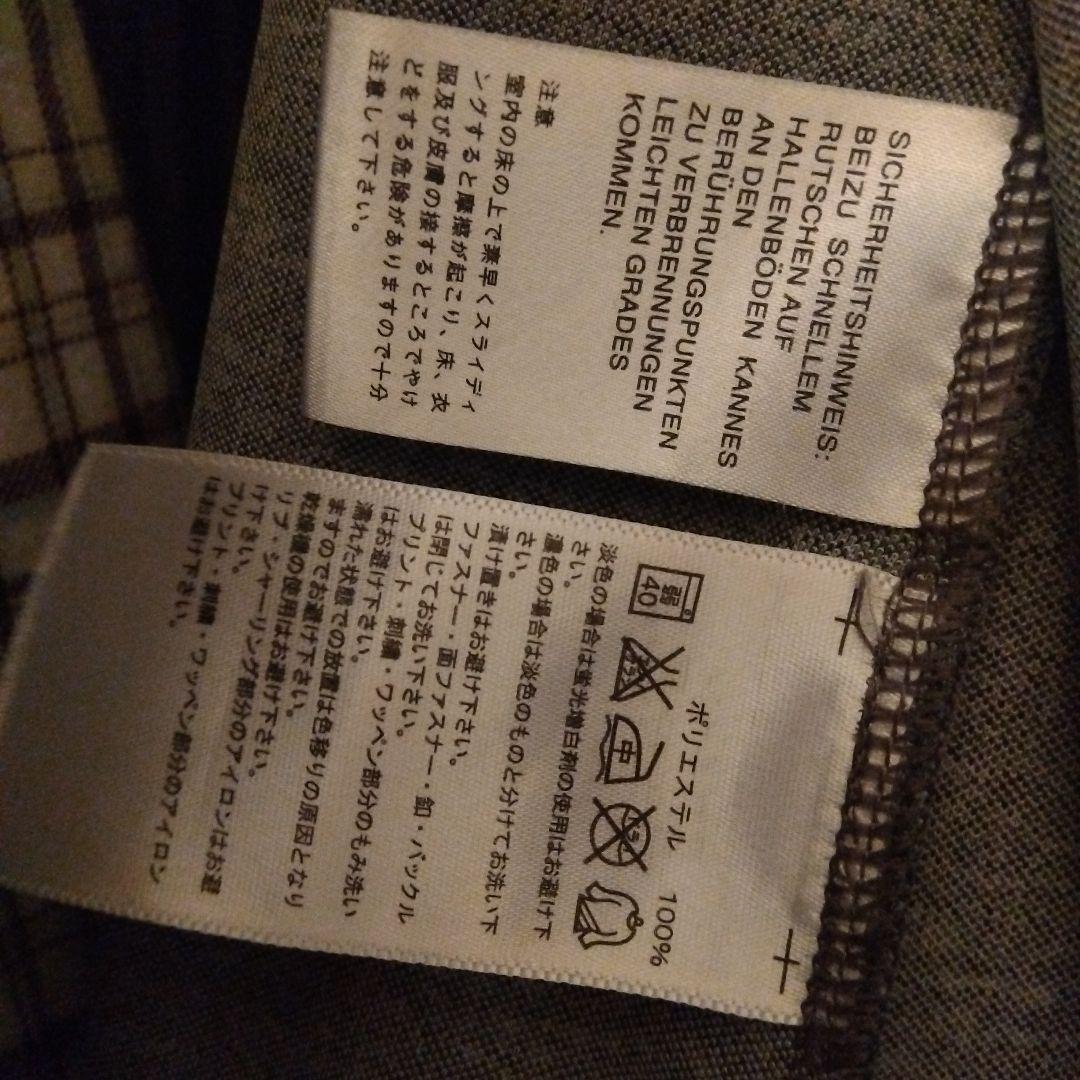 SICHERHEITSHINWEIS:
BEIZU SCHNELLEM
RUTSCHEN AUF
HALLENBÖDEN KANNES
AN DEN
BERÜHRUNGSPUNKTEN
ZU VERBRENNUNGEN
LEICHTEN GRADES
KOMMEN.
注意
室内の床の上で素早くスライディ
ングすると摩擦が起こり、床、衣
服及び皮膚の接するところでやけ
どをする危険がありますので十分
注意して下さい。
ポリエステル 100%
弱
40
エンソ
サラシ
中
淡色の場合は蛍光増白剤の使用はお避け下
さい。
濃色の場合は淡色のものと分けてお洗い下
さい。
漬け置きはお避け下さい。
ファスナー・面ファスナー・釦・バックル
は閉じてお洗い下さい。
プリント・刺繍・ワッペン部分のもみ洗い
はお避け下さい。
濡れた状態での放置は色移りの原因となり
ますのでお避け下さい。
乾燥機の使用はお避け下さい。
リブ・シャーリング部分のアイロンはお避
け下さい。
プリント・刺繍・ワッペン部分のアイロン
はお避け下さい。